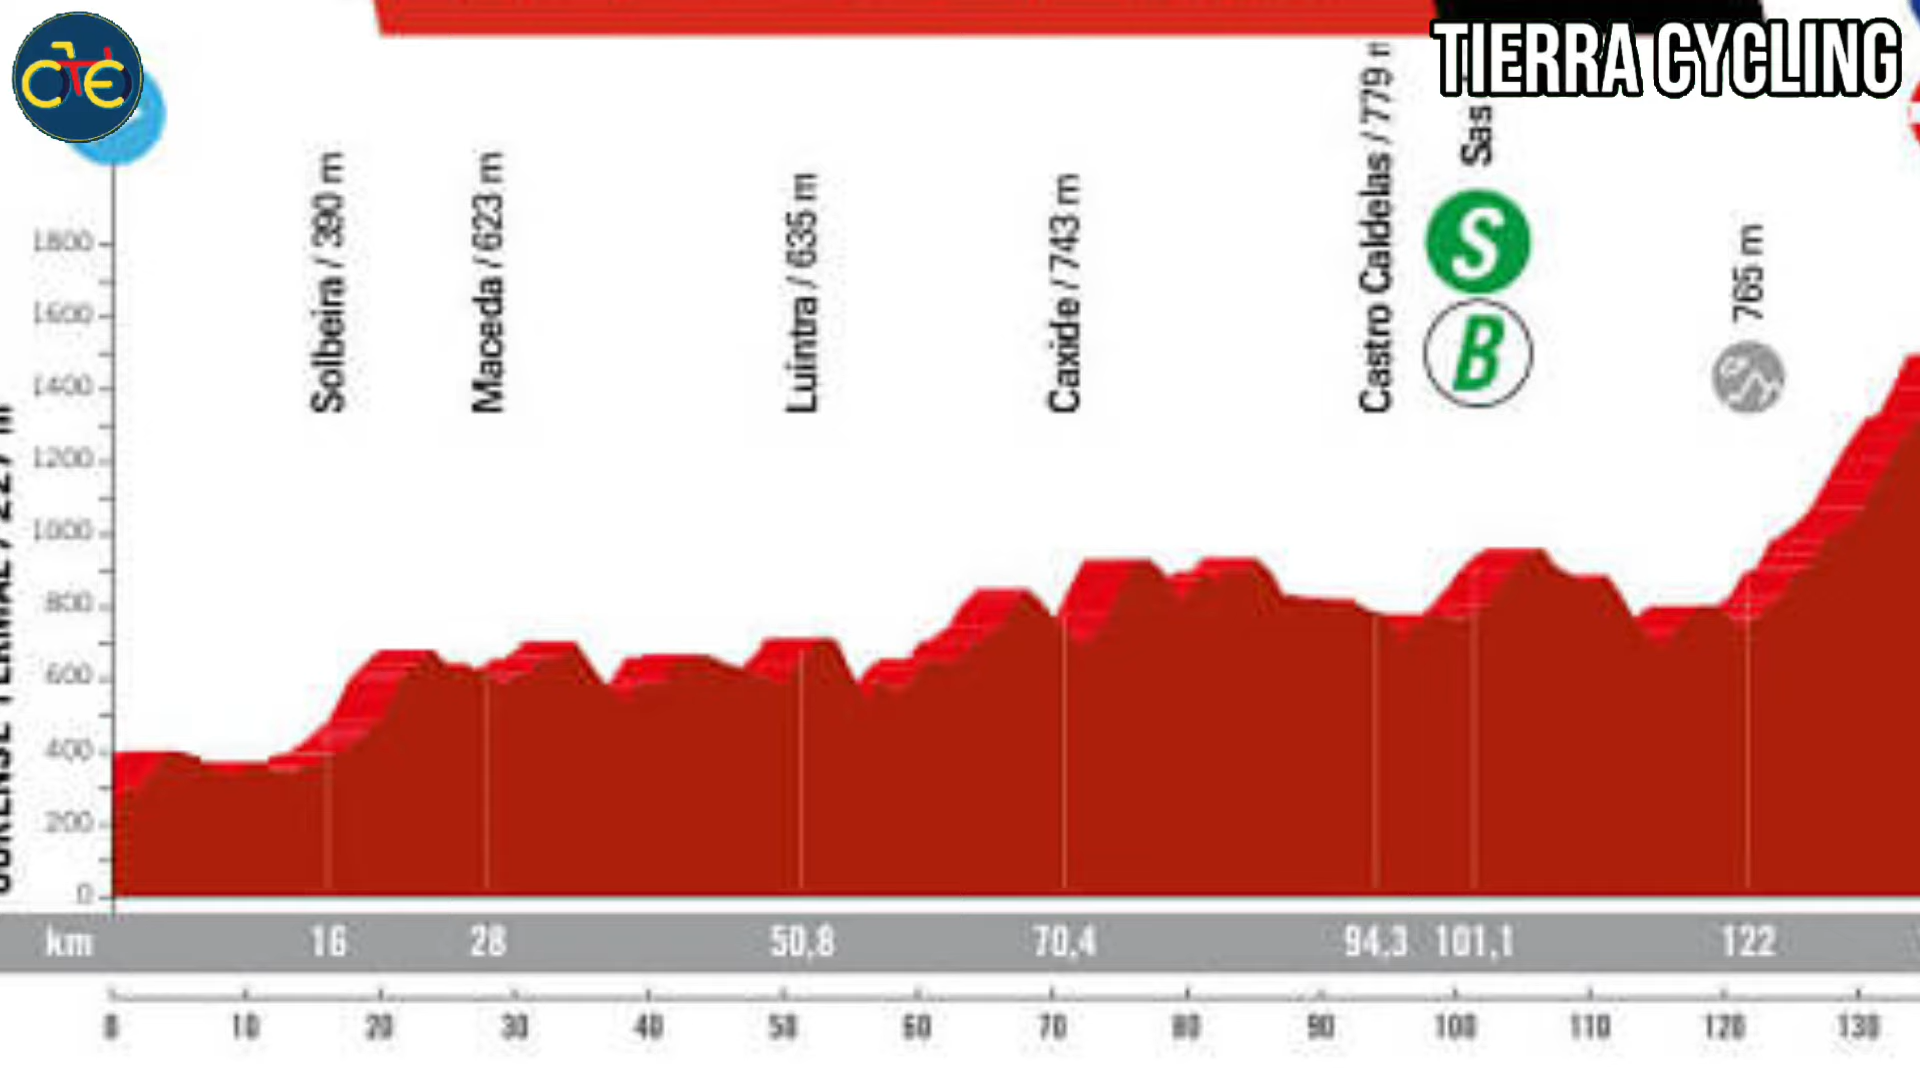 CTC
TIERRA CYCLING
Solbeira / 390 m
Maceda / 623 m
Luintra / 635 m
Caxide / 743 m
Castro Caldelas / 779
Sas
S
B
765 m
1800
1600
1400
1200
1000
800
600
400
200
0
km 16 28 50,8 70,4 94,3 101,1 122
0 10 20 30 40 50 60 70 80 90 100 110 120 130